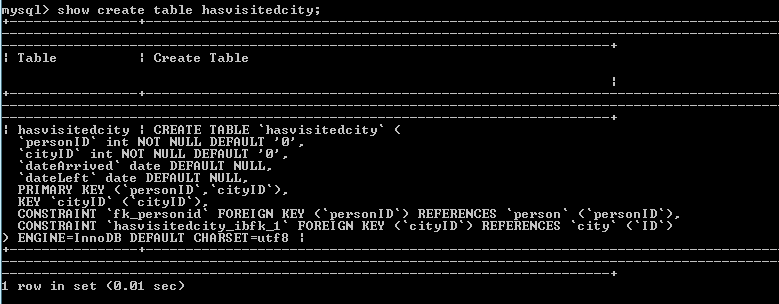 mysql> show create table hasvisitedcity;
| Table | Create Table
|
| hasvisitedcity | CREATE TABLE `hasvisitedcity` (
`personID` int NOT NULL DEFAULT '0',
`cityID` int NOT NULL DEFAULT '0',
`dateArrived` date DEFAULT NULL,
`dateLeft` date DEFAULT NULL,
PRIMARY KEY (`personID`,`cityID`),
KEY `cityID` (`cityID`),
CONSTRAINT `fk_personid` FOREIGN KEY (`personID`) REFERENCES `person` (`personID`),
CONSTRAINT `hasvisitedcity_ibfk_1` FOREIGN KEY (`cityID`) REFERENCES `city` (`ID`)
) ENGINE=InnoDB DEFAULT CHARSET=utf8 |
1 row in set (0.01 sec)